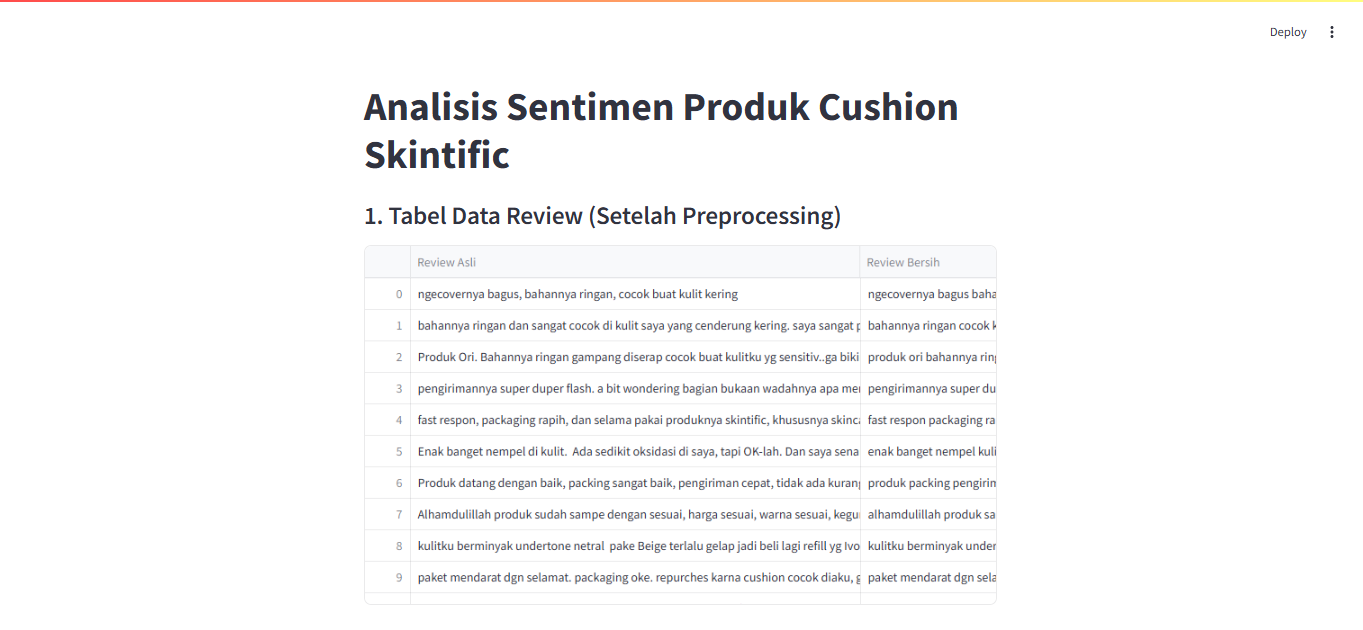 Deploy
Analisis Sentimen Produk Cushion
Skintific
1. Tabel Data Review (Setelah Preprocessing)
Review Asli Review Bersih
0 ngecovernya bagus, bahannya ringan, cocok buat kulit kering ngecovernya bagus baha
1 bahannya ringan dan sangat cocok di kulit saya yang cenderung kering. saya sangat bahannya ringan cocok
2 Produk Ori. Bahannya ringan gampang diserap cocok buat kulitku yg sensitiv..ga biki produk ori bahannya
3 pengirimannya super duper flash. a bit wondering bagian bukaan wadahnya apa pengirimannya super du
4 fast respon, packaging rapih, dan selama pakai produknya skintific, khususnya fast respon packaging ra
5 Enak banget nempel di kulit.  Ada sedikit oksidasi di saya, tapi OK-lah. Dan saya sena enak banget nempel kuli
6 Produk datang dengan baik, packing sangat baik, pengiriman cepat, tidak ada kurang produk packing
7 Alhamdulillah produk sudah sampe dengan sesuai, harga sesuai, warna sesuai, kegu alhamdulillah produk sa
8 kulitku berminyak undertone netral  pake Beige terlalu gelap jadi beli lagi refill yg Ivo kulitku berminyak under
9 paket mendarat dgn selamat. packaging oke. repurches karna cushion cocok diaku, paket mendarat dgn sela